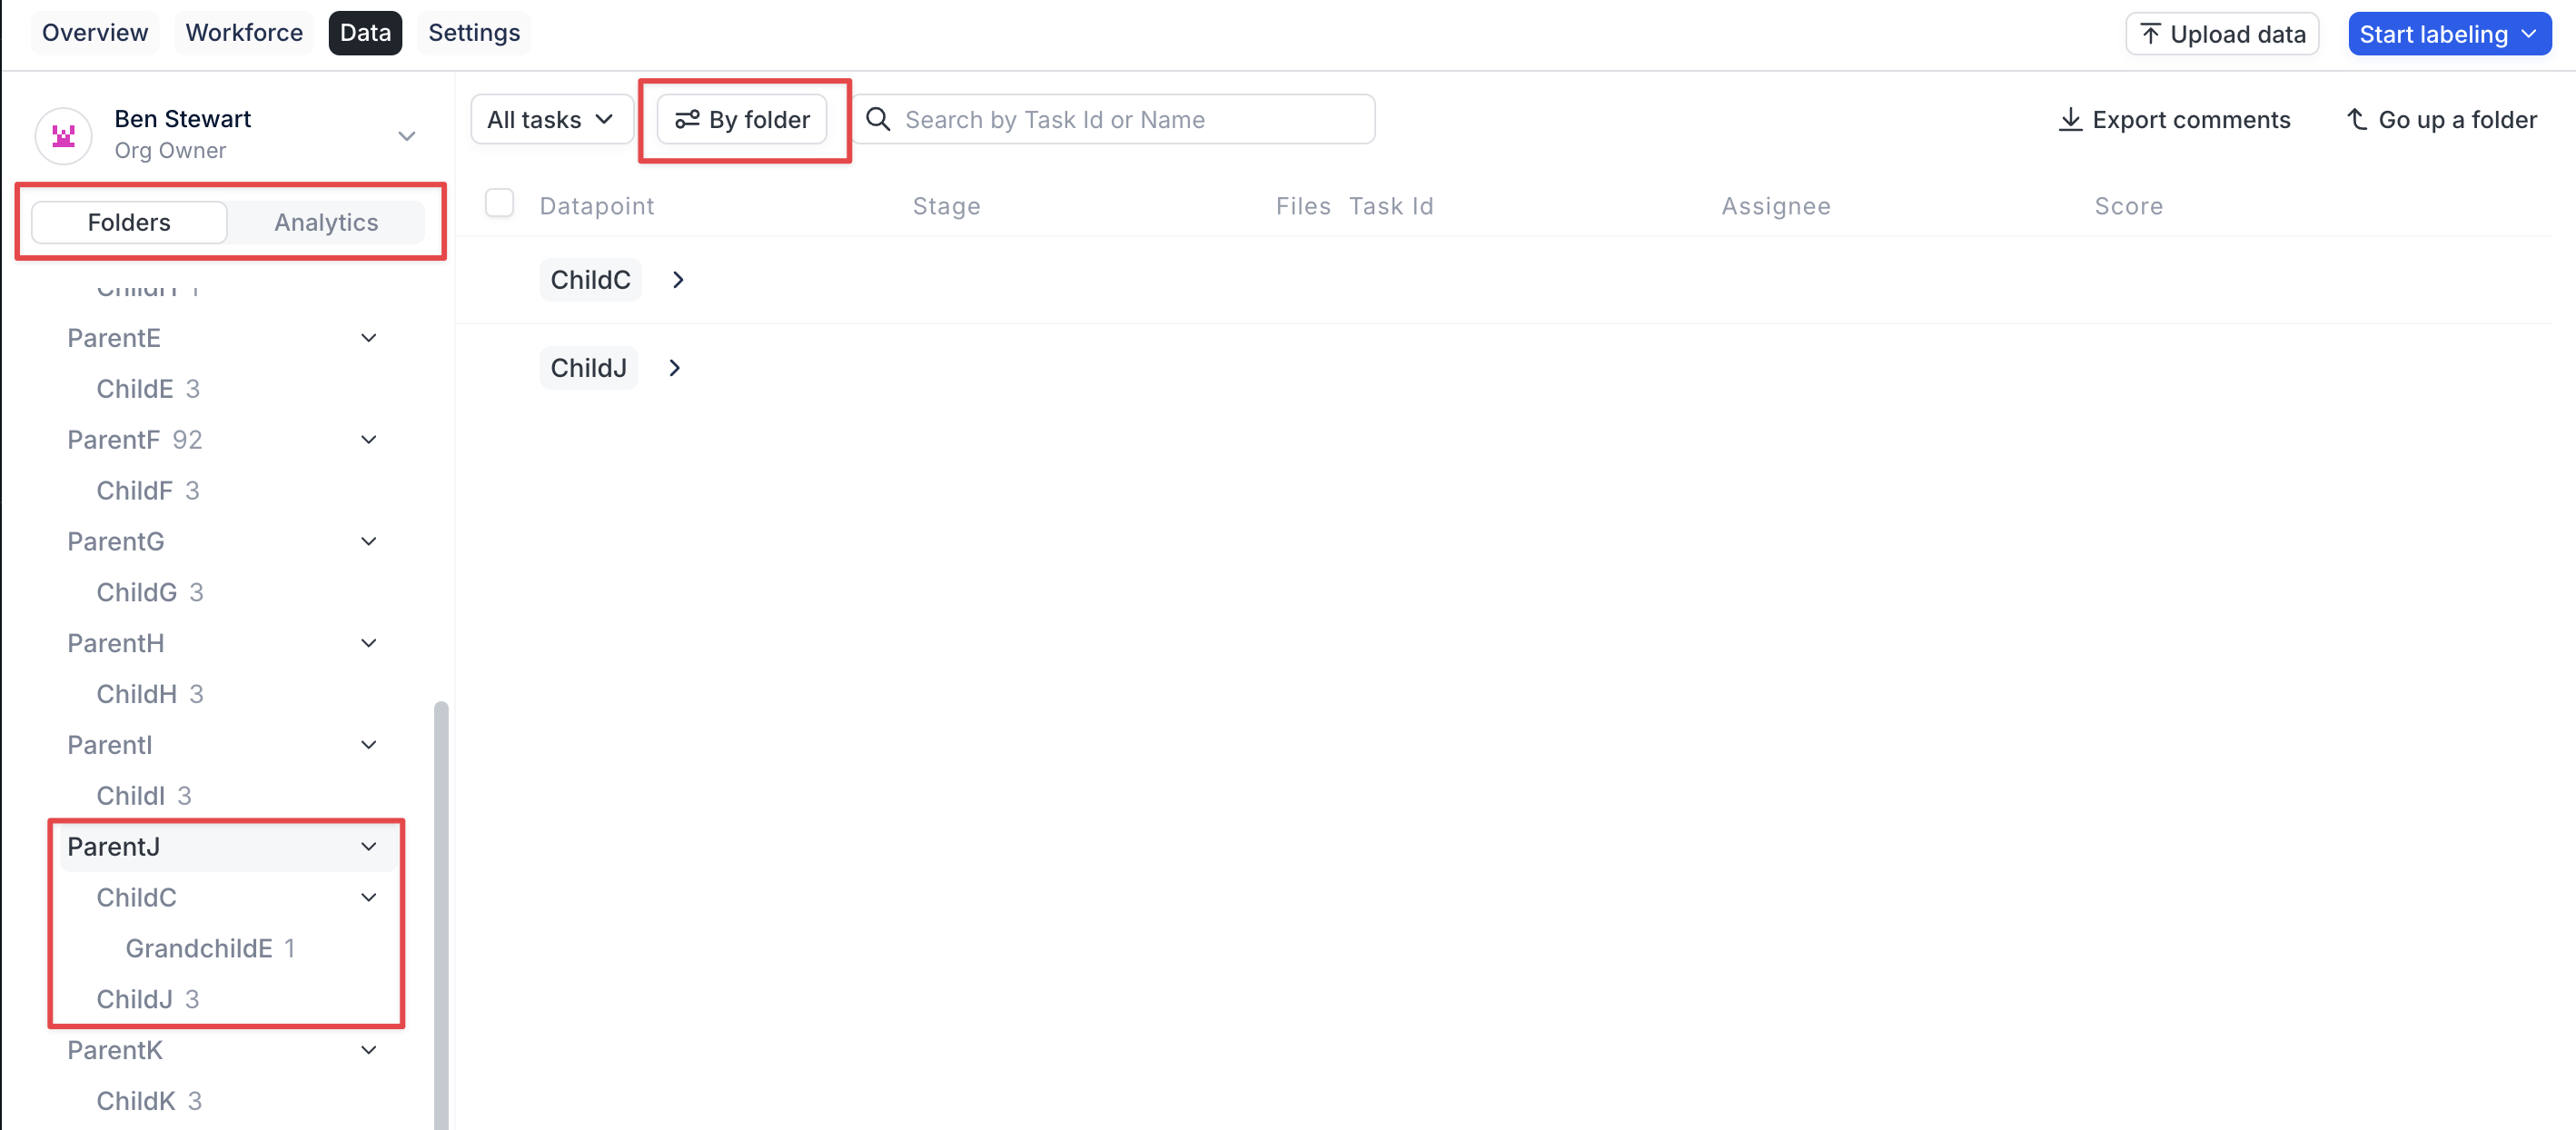 Overview Workforce Data Settings Upload data Start labeling
Ben Stewart
Org Owner
All tasks By folder Search by Task Id or Name Export comments Go up a folder
Folders Analytics
Datapoint Stage Files Task Id Assignee Score
ChildC
ChildJ
ParentE
ChildE 3
ParentF 92
ChildF 3
ParentG
ChildG 3
ParentH
ChildH 3
ParentI
ChildI 3
ParentJ
ChildC
GrandchildE 1
ChildJ 3
ParentK
ChildK 3